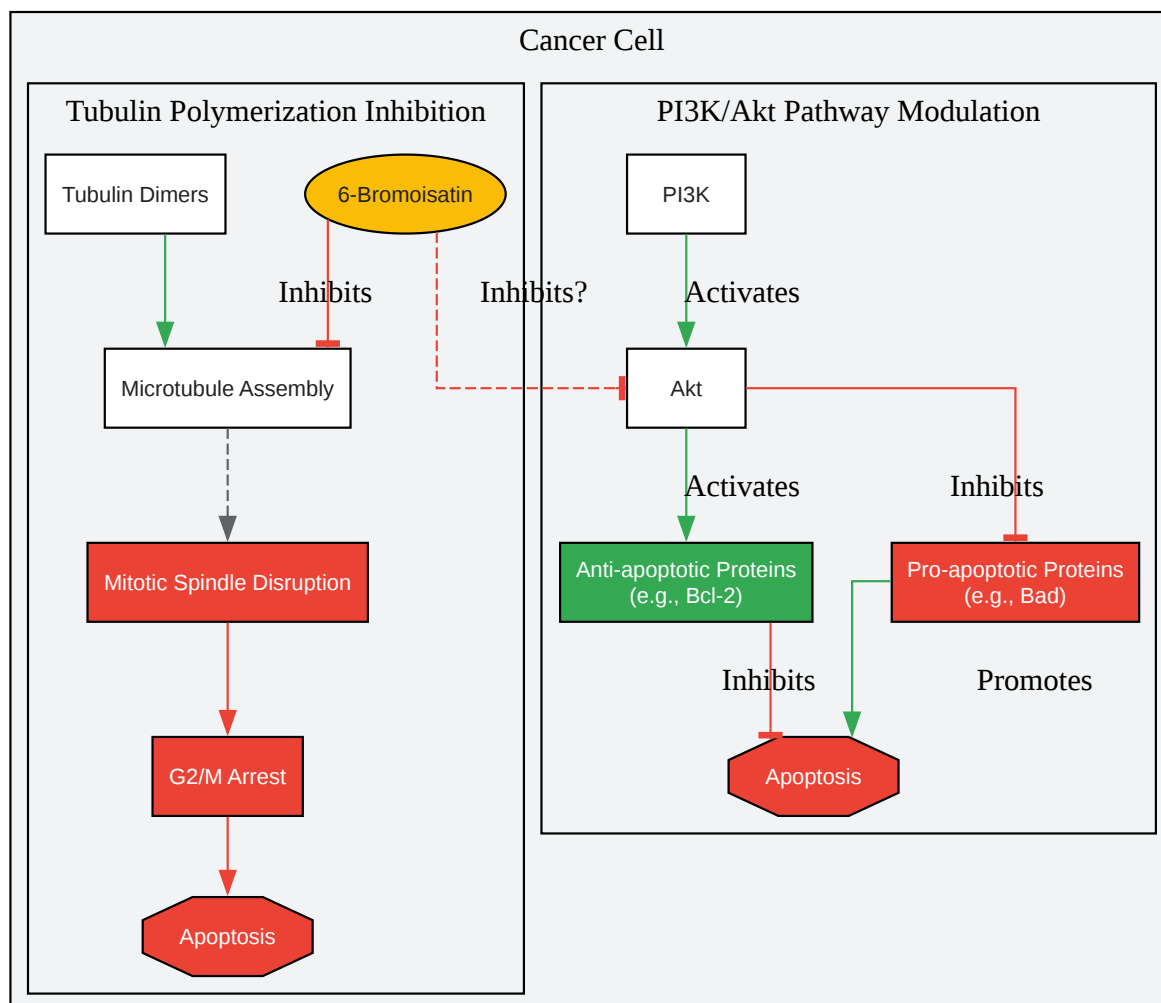 Cancer Cell
Tubulin Polymerization Inhibition
Tubulin Dimers
6-Bromoisatin
Inhibits
Inhibits?
Microtubule Assembly
Mitotic Spindle Disruption
G2/M Arrest
Apoptosis
PI3K/Akt Pathway Modulation
PI3K
Activates
Akt
Activates
Inhibits
Anti-apoptotic Proteins
(e.g., Bcl-2)
Pro-apoptotic Proteins
(e.g., Bad)
Inhibits
Promotes
Apoptosis